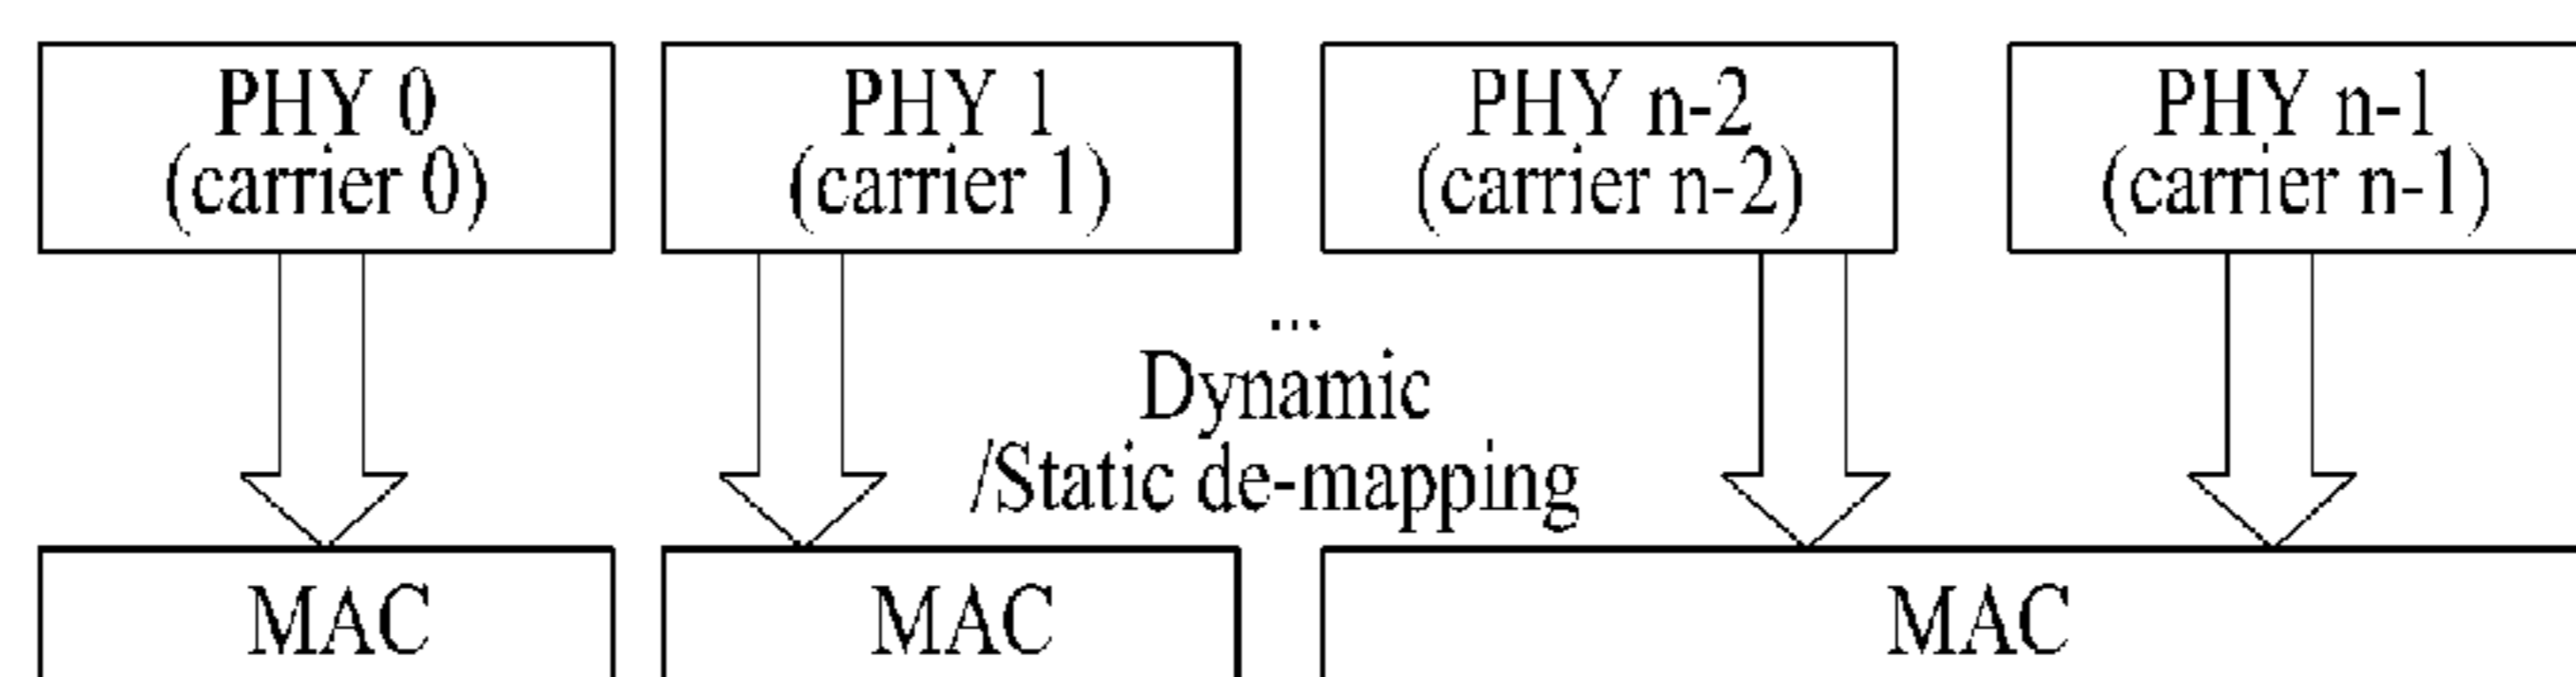 PHY 0
(carrier 0)
PHY 1
(carrier 1)
PHY n-2
(carrier n-2)
PHY n-1
(carrier n-1)
...
Dynamic
/Static de-mapping
MAC
MAC
MAC